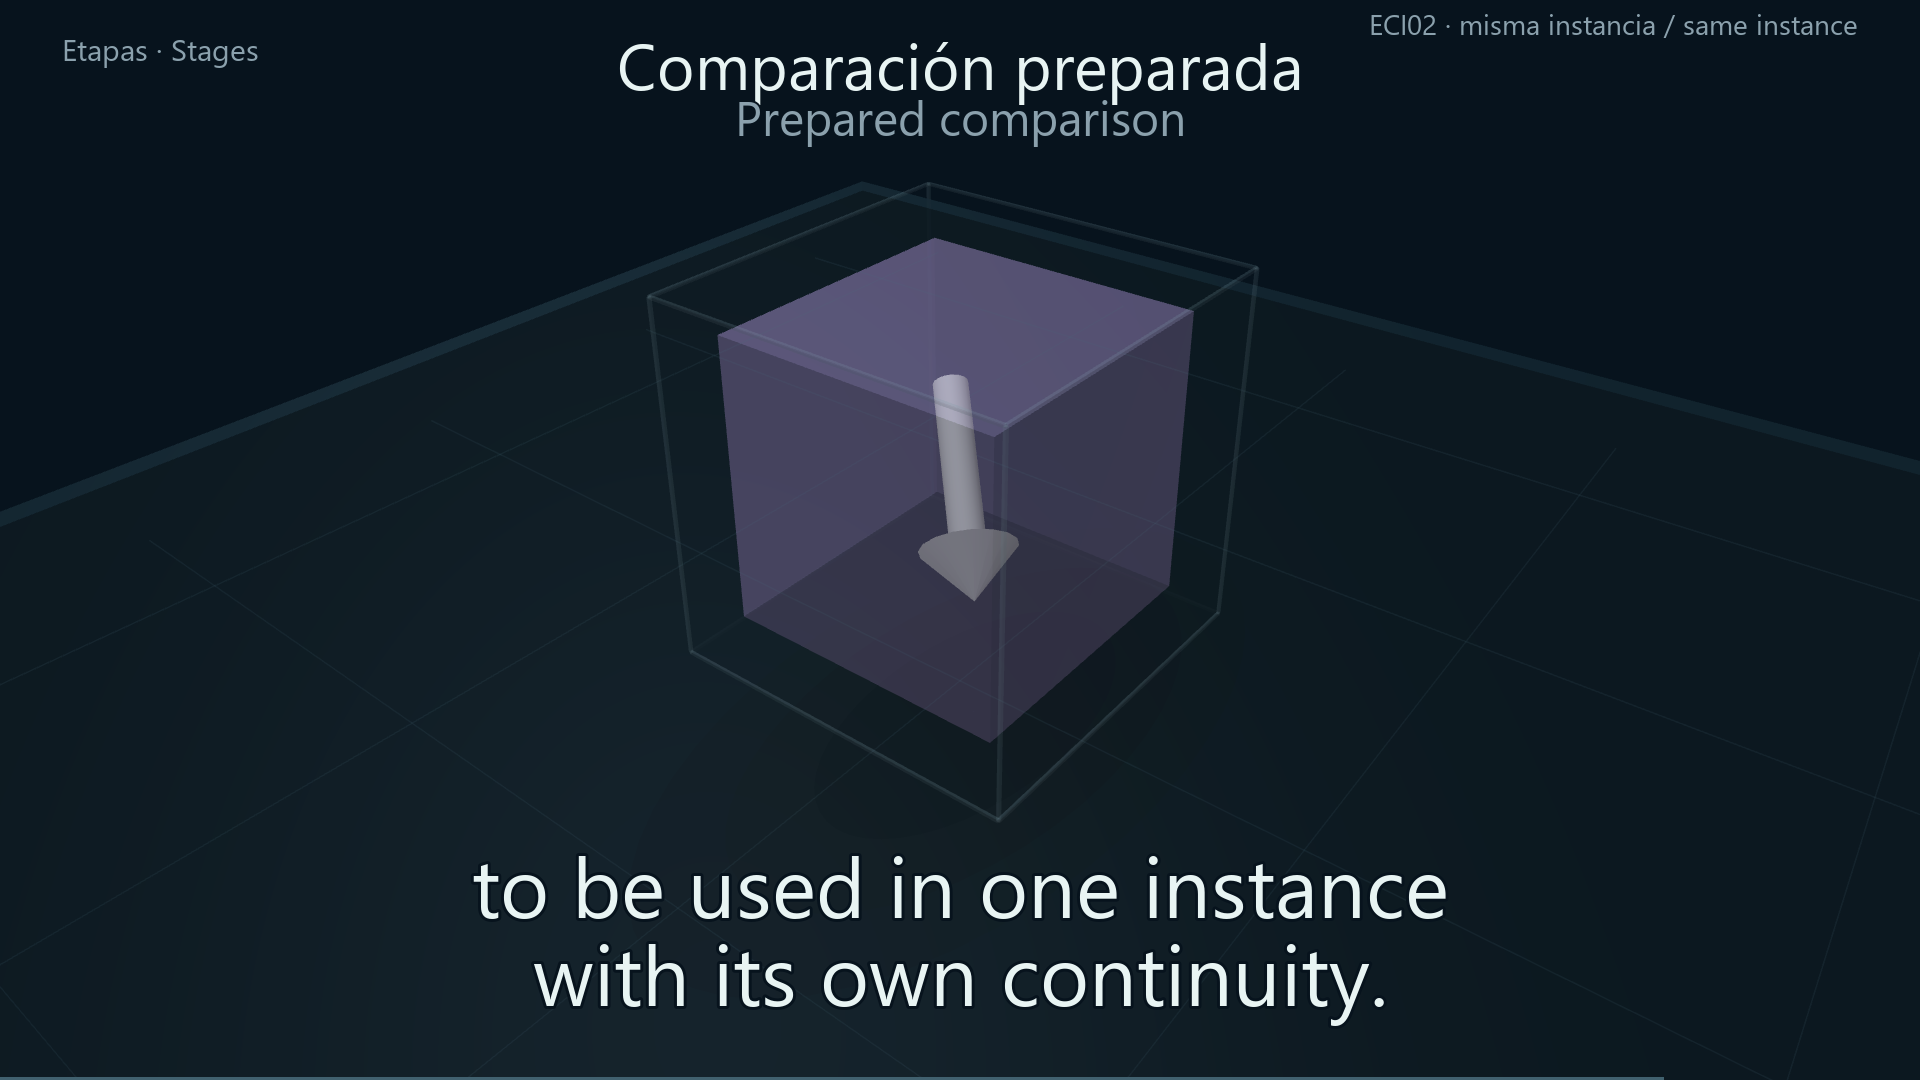 Etapas · Stages
ECI02 · misma instancia / same instance
Comparación preparada
Prepared comparison
to be used in one instance
with its own continuity.